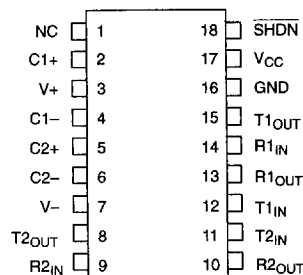 NC 1 18 SHDN
C1+ 2 17 VCC
V+ 3 16 GND
C1– 4 15 T1OUT
C2+ 5 14 R1IN
C2– 6 13 R1OUT
V– 7 12 T1IN
T2OUT 8 11 T2IN
R2IN 9 10 R2OUT